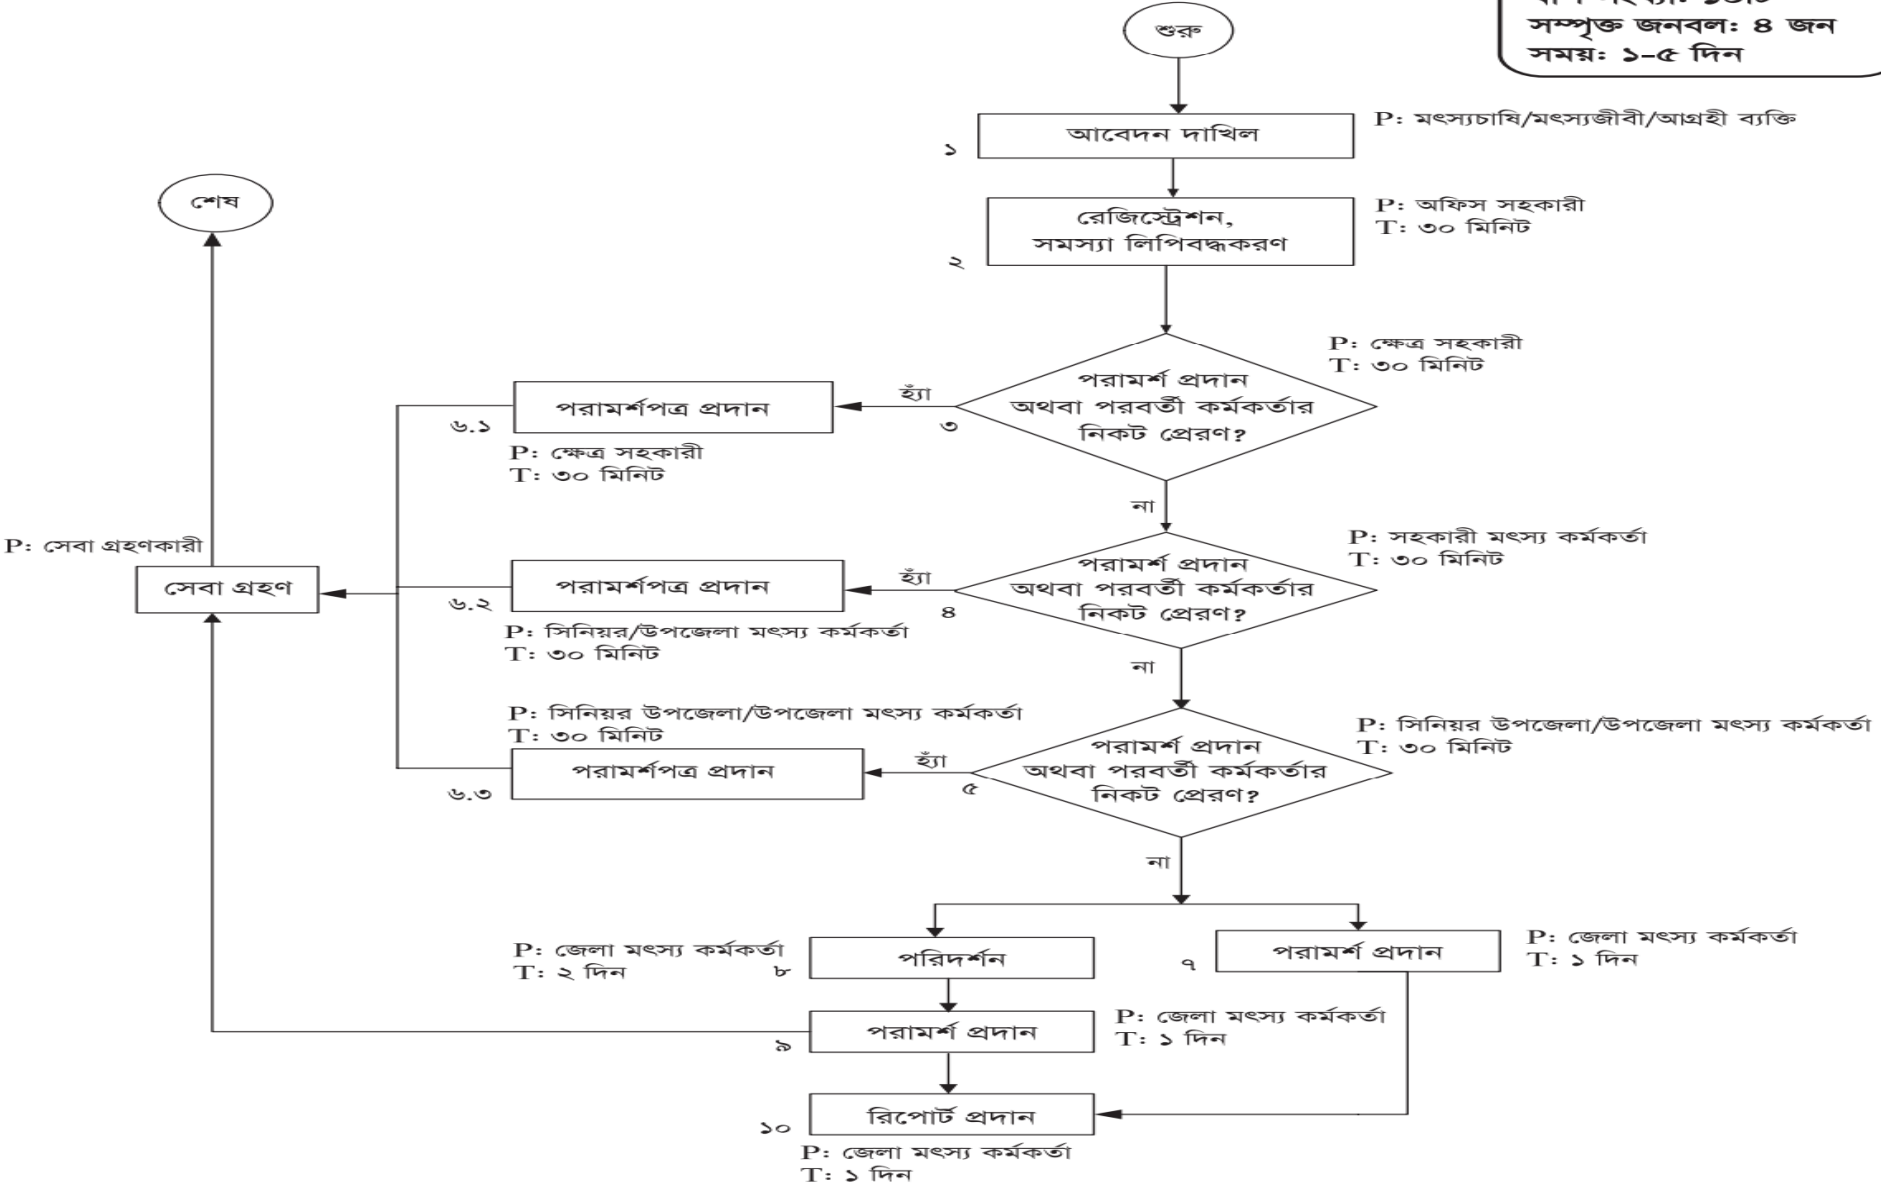 শুরু
সম্পৃক্ত জনবল: ৪ জন
সময়: ১-৫ দিন
আবেদন দাখিল
১
P: মৎস্যচাষি/মৎস্যজীবী/আগ্রহী ব্যক্তি
শেষ
রেজিস্ট্রেশন,
সমস্যা লিপিবদ্ধকরণ
২
P: অফিস সহকারী
T: ৩০ মিনিট
P: ক্ষেত্র সহকারী
T: ৩০ মিনিট
পরামর্শ প্রদান
অথবা পরবর্তী কর্মকর্তার
নিকট প্রেরণ?
৩
হ্যাঁ
পরামর্শপত্র প্রদান
৬.১
P: ক্ষেত্র সহকারী
T: ৩০ মিনিট
না
P: সহকারী মৎস্য কর্মকর্তা
T: ৩০ মিনিট
পরামর্শ প্রদান
অথবা পরবর্তী কর্মকর্তার
নিকট প্রেরণ?
৪
হ্যাঁ
পরামর্শপত্র প্রদান
৬.২
P: সিনিয়র/উপজেলা মৎস্য কর্মকর্তা
T: ৩০ মিনিট
P: সেবা গ্রহণকারী
সেবা গ্রহণ
না
P: সিনিয়র উপজেলা/উপজেলা মৎস্য কর্মকর্তা
T: ৩০ মিনিট
পরামর্শপত্র প্রদান
৬.৩
হ্যাঁ
পরামর্শ প্রদান
অথবা পরবর্তী কর্মকর্তার
নিকট প্রেরণ?
৫
P: সিনিয়র উপজেলা/উপজেলা মৎস্য কর্মকর্তা
T: ৩০ মিনিট
না
P: জেলা মৎস্য কর্মকর্তা
T: ২ দিন
৮
পরিদর্শন
৭
পরামর্শ প্রদান
P: জেলা মৎস্য কর্মকর্তা
T: ১ দিন
পরামর্শ প্রদান
৯
P: জেলা মৎস্য কর্মকর্তা
T: ১ দিন
রিপোর্ট প্রদান
১০
P: জেলা মৎস্য কর্মকর্তা
T: ১ দিন